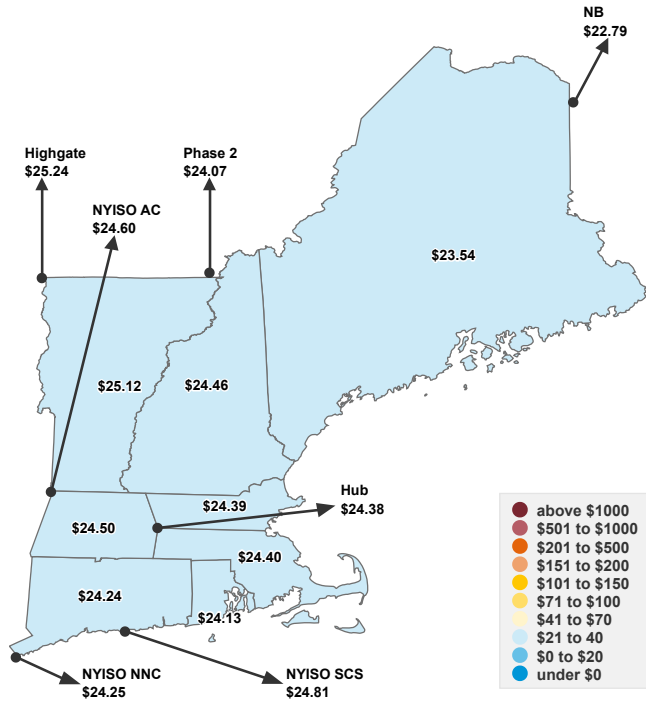 NB
$22.79
Highgate
$25.24
Phase 2
$24.07
NYISO AC
$24.60
$23.54
$25.12
$24.46
Hub
$24.38
$24.39
$24.50
$24.40
$24.24
$24.13
NYISO NNC
$24.25
NYISO SCS
$24.81
above $1000
$501 to $1000
$201 to $500
$151 to $200
$101 to $150
$71 to $100
$41 to $70
$21 to 40
$0 to $20
under $0